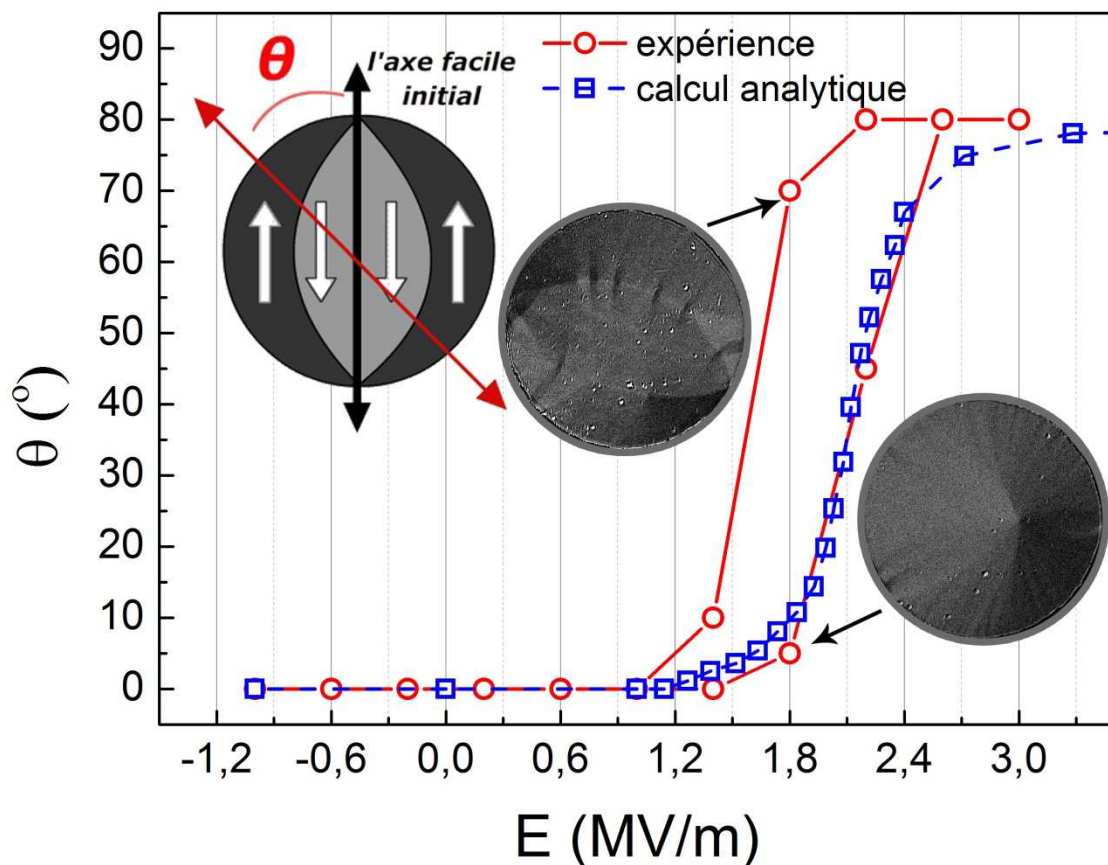 90
80
70
60
50
40
30
20
10
0
θ (º)
θ
l'axe facile
initial
expérience
calcul analytique
-1,2 -0,6 0,0 0,6 1,2 1,8 2,4 3,0
E (MV/m)